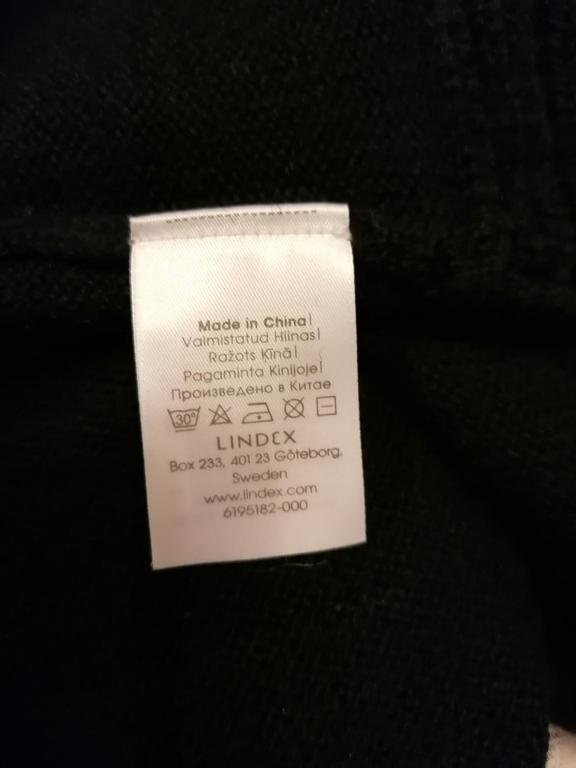 Made in China|
Valmistatud Hiinas|
Ražots Ķīnā|
Pagaminta Kinijoje|
Произведено в Китае
30°
LINDEX
Box 233, 401 23 Göteborg,
Sweden
www.lindex.com
6195182-000